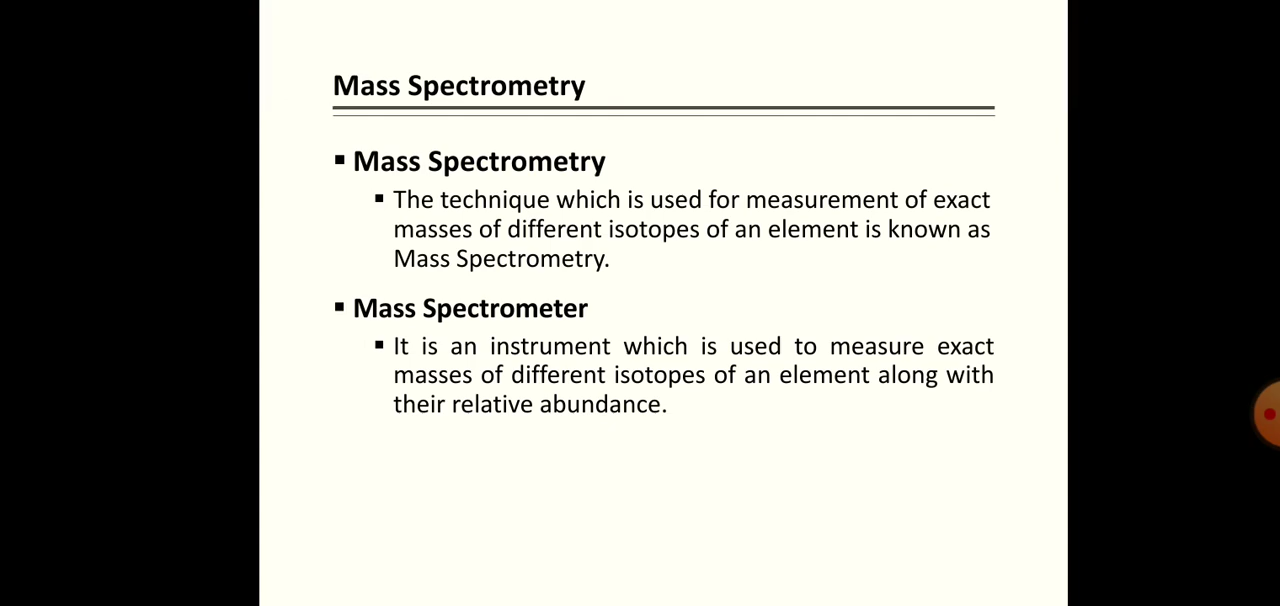 Mass Spectrometry
▪ Mass Spectrometry
▪ The technique which is used for measurement of exact
masses of different isotopes of an element is known as
Mass Spectrometry.
▪ Mass Spectrometer
▪ It is an instrument which is used to measure exact
masses of different isotopes of an element along with
their relative abundance.